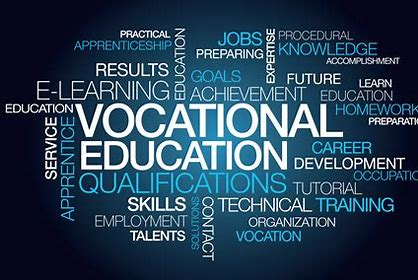 PRACTICAL
APPRENTICESHIP
EDUCATION
JOBS
PREPARING
EXPERTISE
PROCEDURAL
KNOWLEDGE
ACCOMPLISHMENT
RESULTS
GOALS
FUTURE
LEARN
E-LEARNING
ACHIEVEMENT
EDUCATION
EDUCATION
HOMEWORK
VOCATIONAL
PREPARATION
SERVICE
APPRENTICE
EDUCATION
CAREER
DEVELOPMENT
QUALIFICATIONS
OCCUPATIO
TUTORIAL
SKILLS
SOLUTIONS
CONTACT
TECHNICAL
TRAINING
EMPLOYMENT
ORGANIZATION
TALENTS
VOCATION